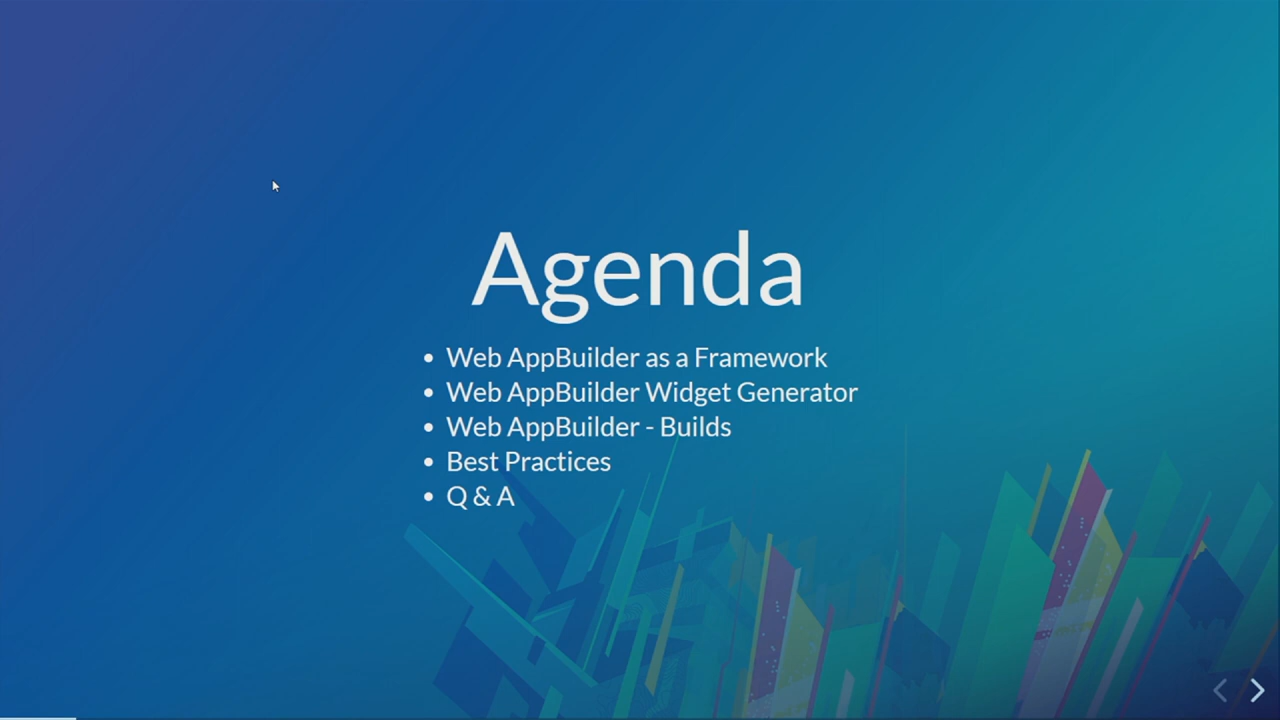 Agenda
• Web AppBuilder as a Framework
• Web AppBuilder Widget Generator
• Web AppBuilder - Builds
• Best Practices
• Q & A